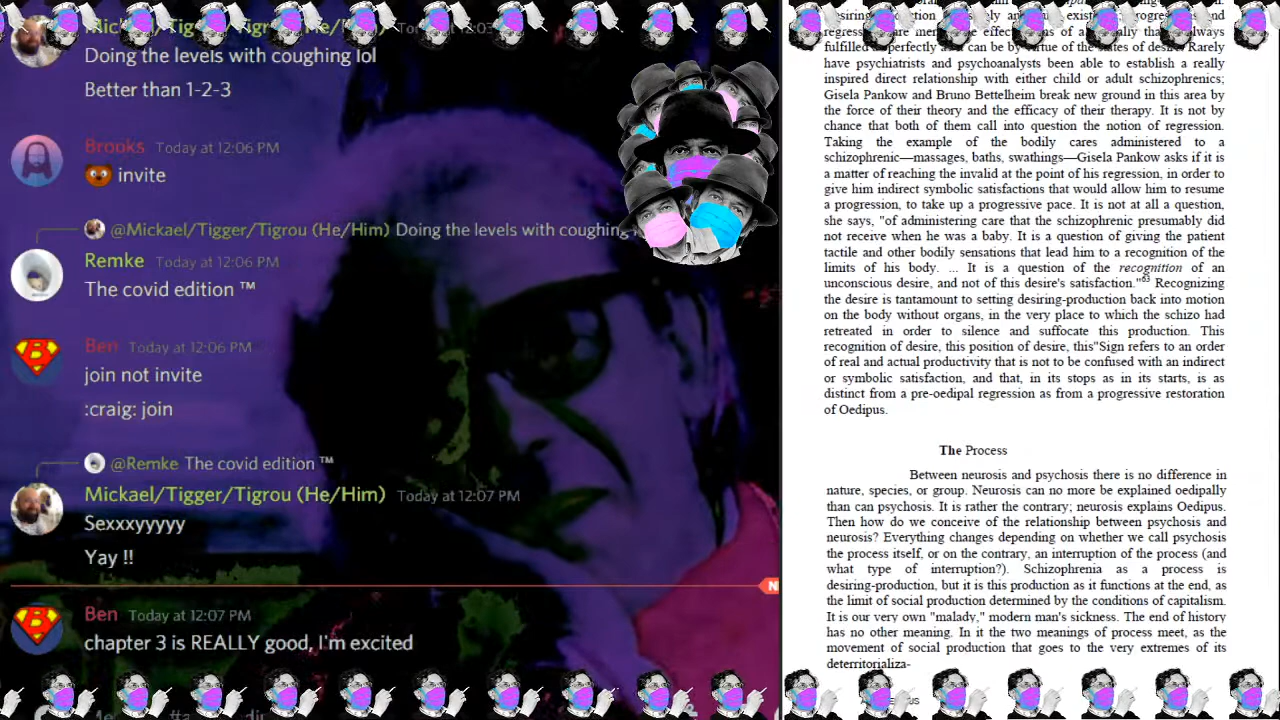 Doing the levels with coughing lol
Better than 1-2-3
Brooks Today at 12:06 PM
invite
@Mickael/Tigger/Tigrou (He/Him) Doing the levels with coughing
Remke Today at 12:06 PM
The covid edition ™
Ben Today at 12:06 PM
join not invite
:craig: join
@Remke The covid edition ™
Mickael/Tigger/Tigrou (He/Him) Today at 12:07 PM
Sexxxyyyyy
Yay !!
N
Ben Today at 12:07 PM
chapter 3 is REALLY good, I'm excited
fulfilled perfectly as it can be by virtue of the states of desire. Rarely
have psychiatrists and psychoanalysts been able to establish a really
inspired direct relationship with either child or adult schizophrenics;
Gisela Pankow and Bruno Bettelheim break new ground in this area by
the force of their theory and the efficacy of their therapy. It is not by
chance that both of them call into question the notion of regression.
Taking the example of the bodily cares administered to a
schizophrenic—massages, baths, swathings—Gisela Pankow asks if it is
a matter of reaching the invalid at the point of his regression, in order to
give him indirect symbolic satisfactions that would allow him to resume
a progression, to take up a progressive pace. It is not at all a question,
she says, "of administering care that the schizophrenic presumably did
not receive when he was a baby. It is a question of giving the patient
tactile and other bodily sensations that lead him to a recognition of the
limits of his body. ... It is a question of the recognition of an
unconscious desire, and not of this desire's satisfaction."⁶³ Recognizing
the desire is tantamount to setting desiring-production back into motion
on the body without organs, in the very place to which the schizo had
retreated in order to silence and suffocate this production. This
recognition of desire, this position of desire, this"Sign refers to an order
of real and actual productivity that is not to be confused with an indirect
or symbolic satisfaction, and that, in its stops as in its starts, is as
distinct from a pre-oedipal regression as from a progressive restoration
of Oedipus.
The Process
Between neurosis and psychosis there is no difference in
nature, species, or group. Neurosis can no more be explained oedipally
than can psychosis. It is rather the contrary; neurosis explains Oedipus.
Then how do we conceive of the relationship between psychosis and
neurosis? Everything changes depending on whether we call psychosis
the process itself, or on the contrary, an interruption of the process (and
what type of interruption?). Schizophrenia as a process is
desiring-production, but it is this production as it functions at the end, as
the limit of social production determined by the conditions of capitalism.
It is our very own "malady," modern man's sickness. The end of history
has no other meaning. In it the two meanings of process meet, as the
movement of social production that goes to the very extremes of its
deterritorializa-